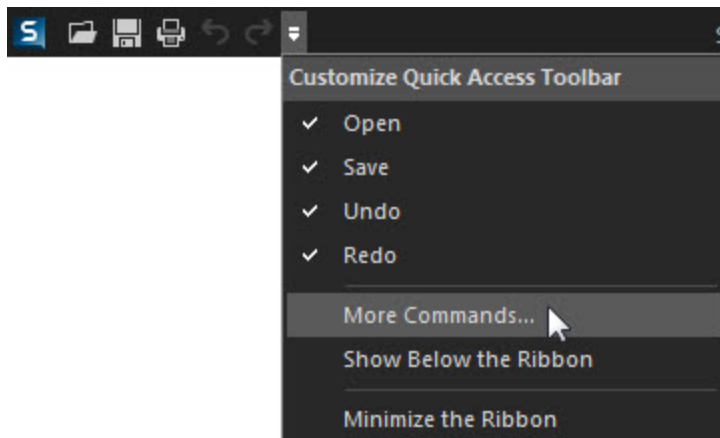 S
Customize Quick Access Toolbar
Open
Save
Undo
Redo
More Commands...
Show Below the Ribbon
Minimize the Ribbon